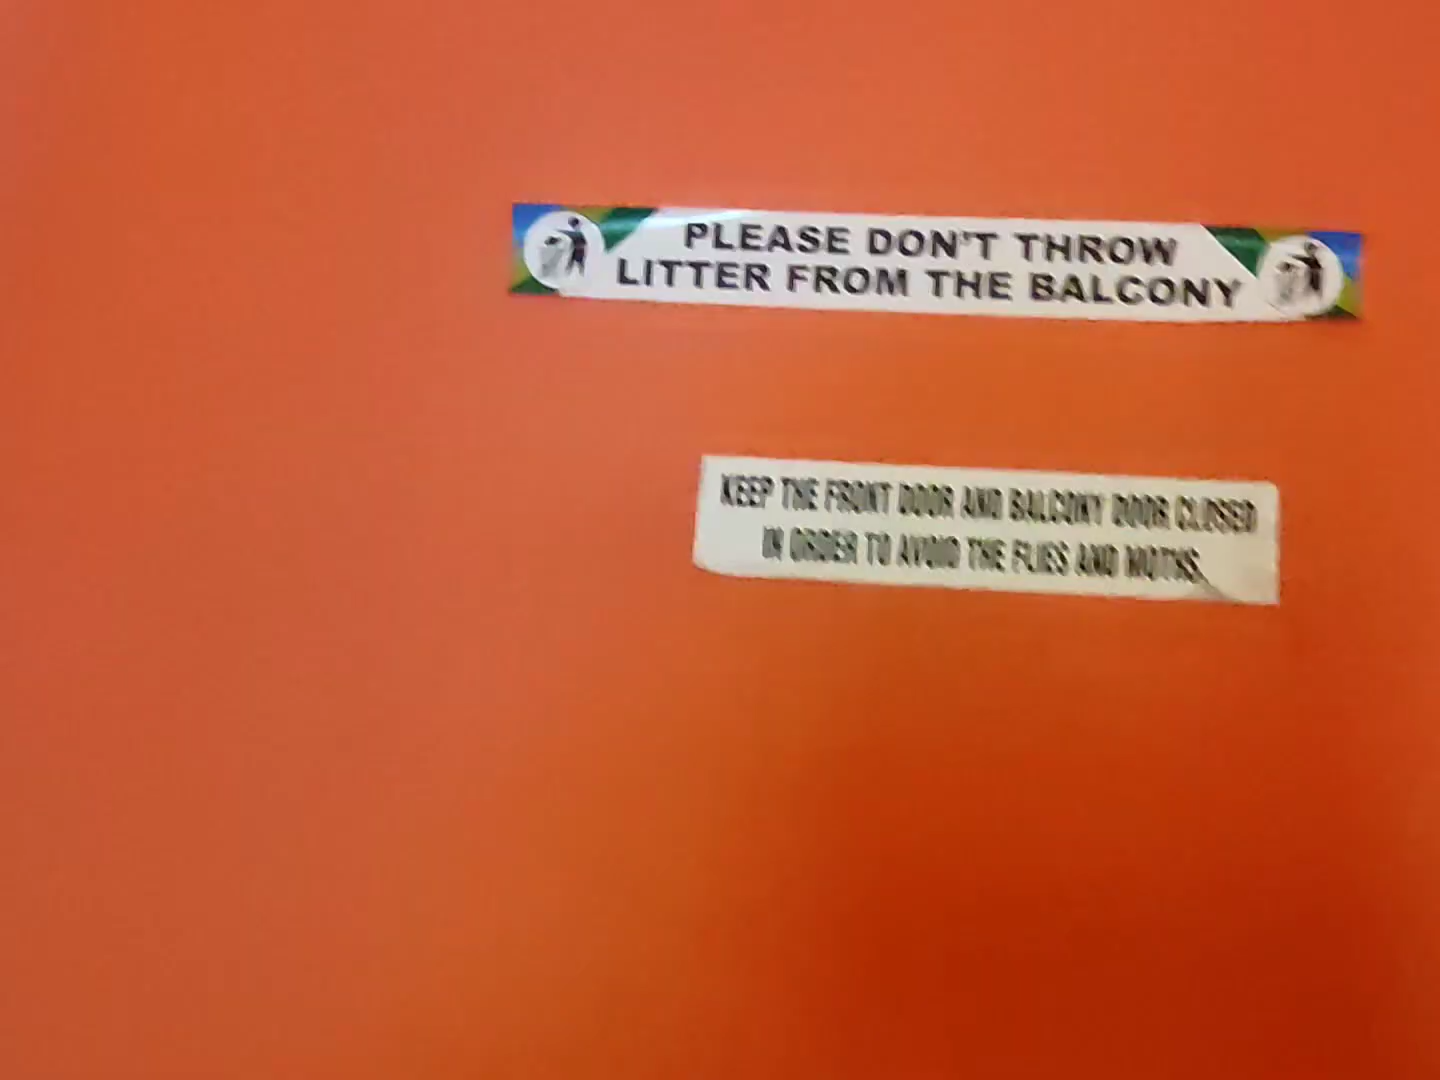 PLEASE DON'T THROW
LITTER FROM THE BALCONY
KEEP THE FRONT DOOR AND BALCONY DOOR CLOSED
IN ORDER TO AVOID THE FLIES AND MOTHS.